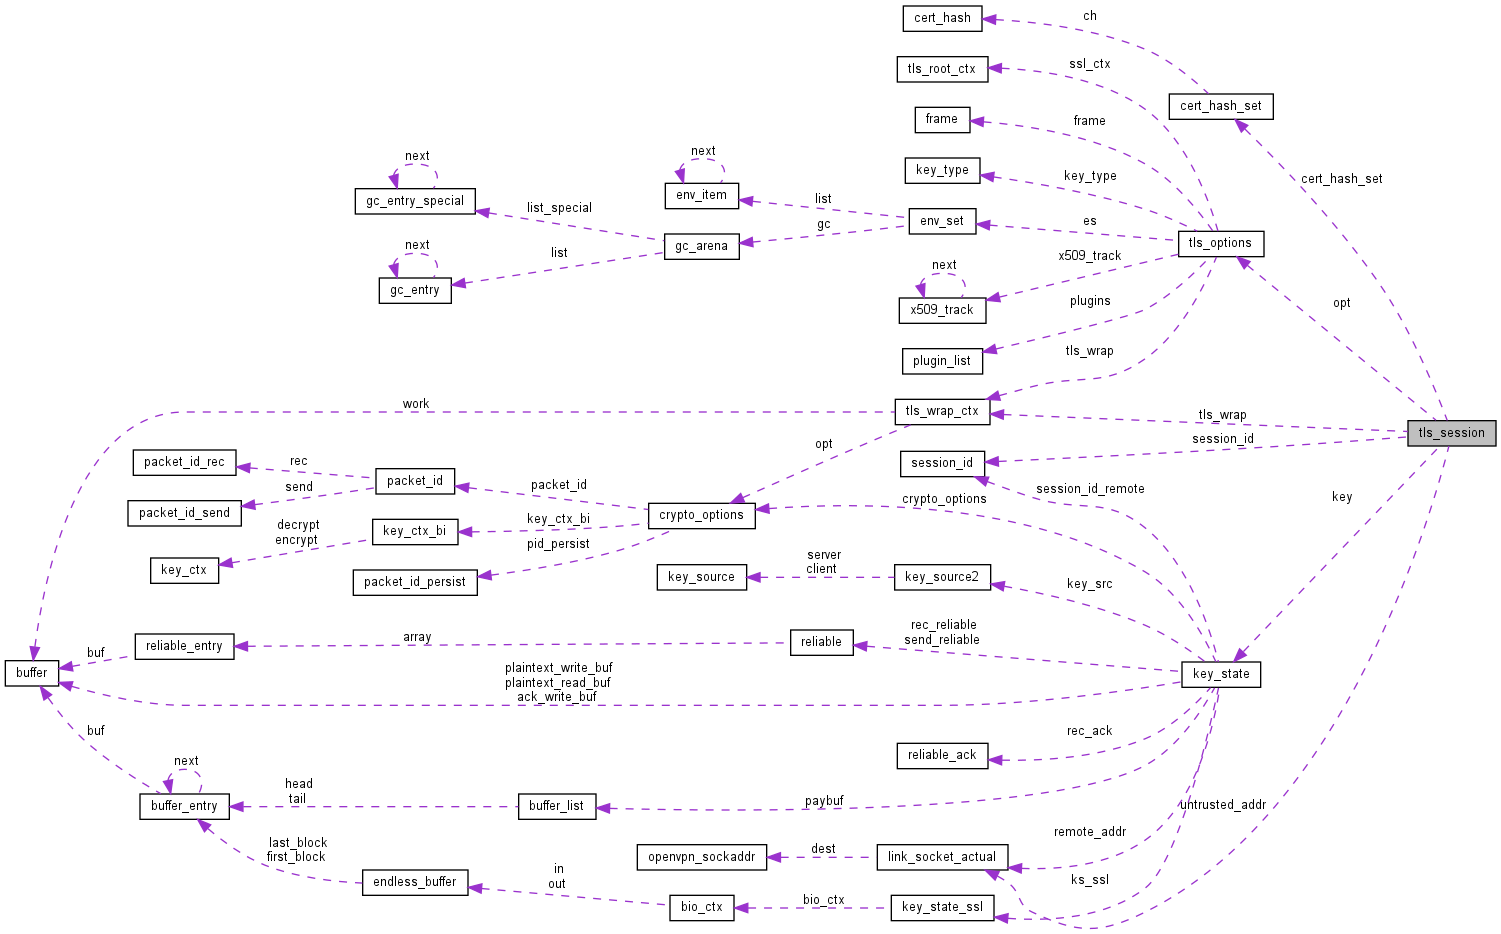 ch
cert_hash
ssl_ctx
tls_root_ctx
cert_hash_set
frame
frame
next
next
key_type
key_type
cert_hash_set
env_item
list
gc_entry_special
list_special
es
env_set
gc
tls_options
next
list
gc_arena
x509_track
next
gc_entry
plugins
opt
x509_track
tls_wrap
plugin_list
work
tls_wrap_ctx
tls_wrap
tls_session
opt
session_id
rec
packet_id_rec
session_id
packet_id
send
packet_id
session_id_remote
key
crypto_options
packet_id_send
key_ctx_bi
crypto_options
decrypt
encrypt
key_ctx_bi
pid_persist
server
client
key_ctx
packet_id_persist
key_source
key_source2
key_src
rec_reliable
send_reliable
array
reliable
reliable_entry
buf
buffer
plaintext_write_buf
plaintext_read_buf
ack_write_buf
key_state
buf
rec_ack
next
reliable_ack
head
tail
buffer_entry
buffer_list
paybuf
untrusted_addr
last_block
first_block
remote_addr
dest
openvpn_sockaddr
link_socket_actual
in
out
endless_buffer
ks_ssl
bio_ctx
bio_ctx
key_state_ssl